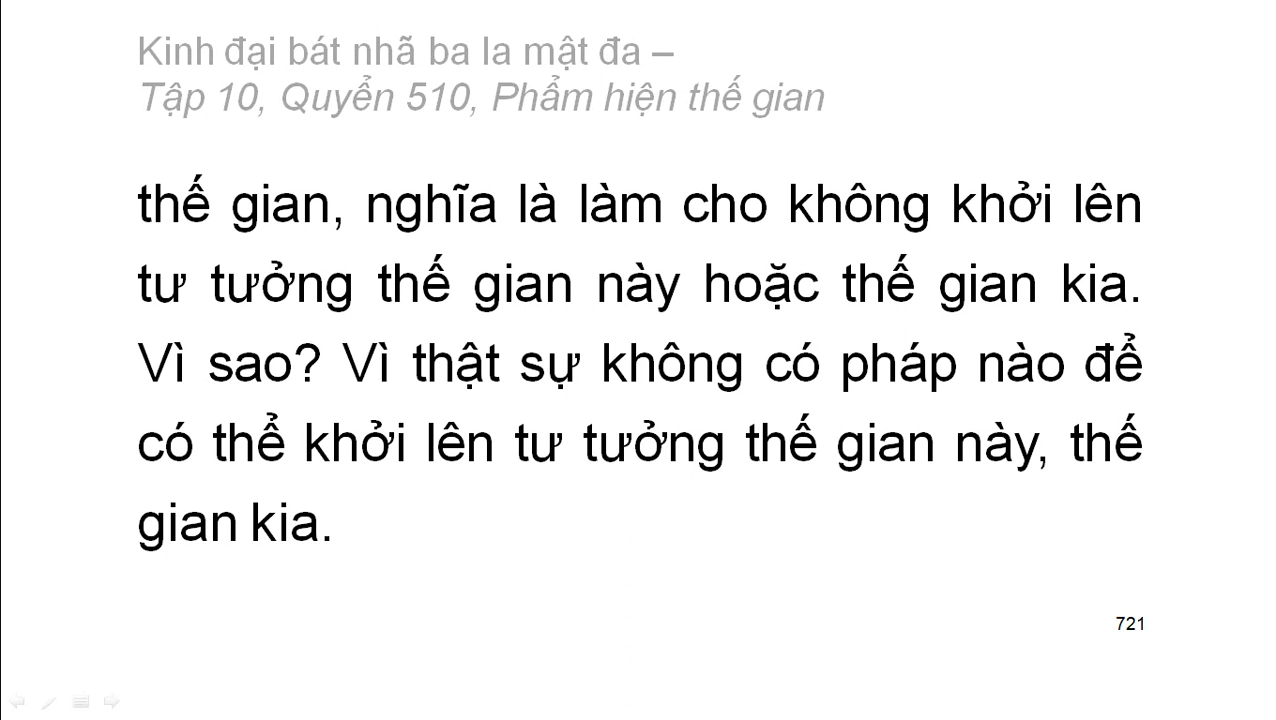 Kinh đại bát nhã ba la mật đa –
Tập 10, Quyển 510, Phẩm hiện thế gian
thế gian, nghĩa là làm cho không khởi lên
tư tưởng thế gian này hoặc thế gian kia.
Vì sao? Vì thật sự không có pháp nào để
có thể khởi lên tư tưởng thế gian này, thế
gian kia.
721